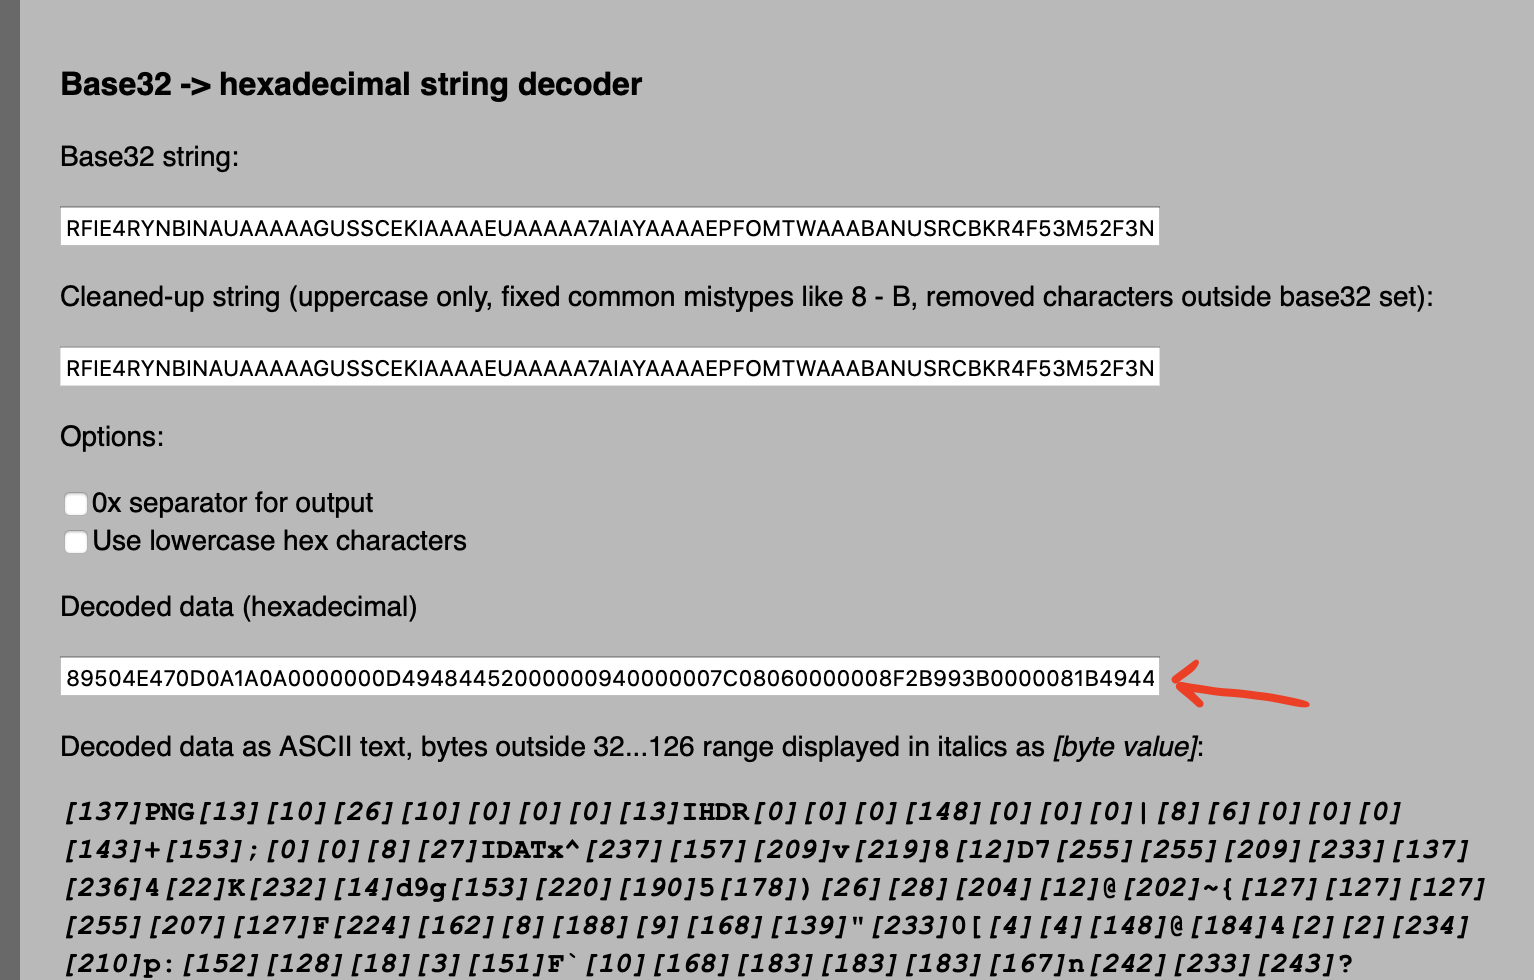 Base32 -> hexadecimal string decoder
Base32 string:
RFIE4RYNBINAUAAAAAGUSSCEKIAAAAEUAAAAA7AIAYAAAAEPFOMTWAAABANUSRCBKR4F53M52F3N
Cleaned-up string (uppercase only, fixed common mistypes like 8 - B, removed characters outside base32 set):
RFIE4RYNBINAUAAAAAGUSSCEKIAAAAEUAAAAA7AIAYAAAAEPFOMTWAAABANUSRCBKR4F53M52F3N
Options:
0x separator for output
Use lowercase hex characters
Decoded data (hexadecimal)
89504E470D0A1A0A0000000D49484452000000940000007C08060000008F2B993B0000081B4944
Decoded data as ASCII text, bytes outside 32...126 range displayed in italics as [byte value]:
[137]PNG[13][10][26][10][0][0][0][13]IHDR[0][0][0][148][0][0][0]|[8][6][0][0][0]
[143]+[153];[0][0][8][27]IDATx^[237][157][209]v[219]8[12]D7[255][255][209][233][137]
[236]4[22]K[232][14]d9g[153][220][190]5[178])[26][28][204][12]@[202]~{[127][127][127]
[255][207][127]F[224][162][8][188][9][168][139]"[233]0[[4][4][148]@[184]4[2][2][234]
[210]p:[152][128][18][3][151]F`[10][168][183][183][183][167]n[242][233][243]?